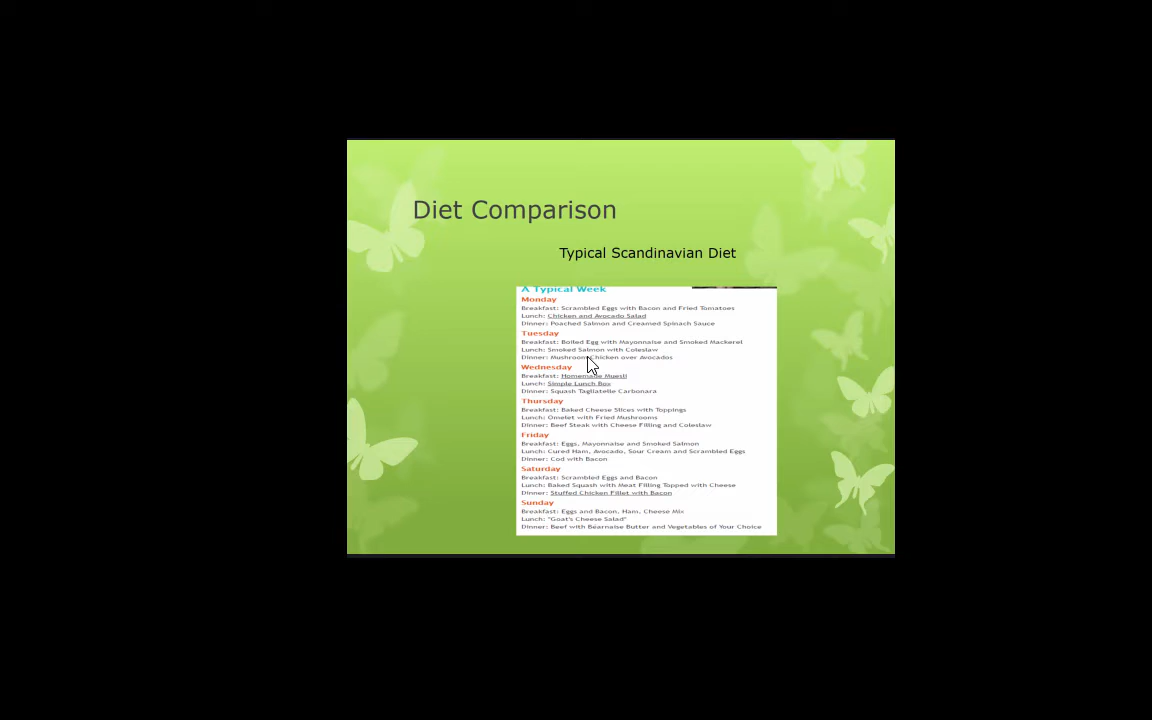 Diet Comparison
Typical Scandinavian Diet
A Typical Week
Monday
Breakfast: Scrambled Eggs with Bacon and Fried Tomatoes
Lunch: Chicken and Avocado Salad
Dinner: Poached Salmon and Creamed Spinach Sauce
Tuesday
Breakfast: Boiled Egg with Mayonnaise and Smoked Mackerel
Lunch: Smoked Salmon with Coleslaw
Dinner: Mushroom Chicken over Avocados
Wednesday
Breakfast: Homemade Muesli
Lunch: Simple Lunch Box
Dinner: Squash Tagliatelle Carbonara
Thursday
Breakfast: Baked Cheese Slices with Toppings
Lunch: Omelet with Fried Mushrooms
Dinner: Beef Steak with Cheese Filling and Coleslaw
Friday
Breakfast: Eggs, Mayonnaise and Smoked Salmon
Lunch: Cured Ham, Avocado, Sour Cream and Scrambled Eggs
Dinner: Cod with Bacon
Saturday
Breakfast: Scrambled Eggs and Bacon
Lunch: Baked Squash with Meat Filling Topped with Cheese
Dinner: Stuffed Chicken Fillet with Bacon
Sunday
Breakfast: Eggs and Bacon, Ham, Cheese Mix
Lunch: "Goat's Cheese Salad"
Dinner: Beef with Béarnaise Butter and Vegetables of Your Choice